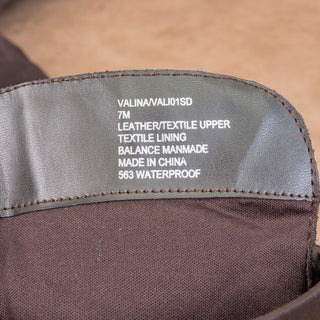 VALINA/VALI01SD
7M
LEATHER/TEXTILE UPPER
TEXTILE LINING
BALANCE MANMADE
MADE IN CHINA
563 WATERPROOF